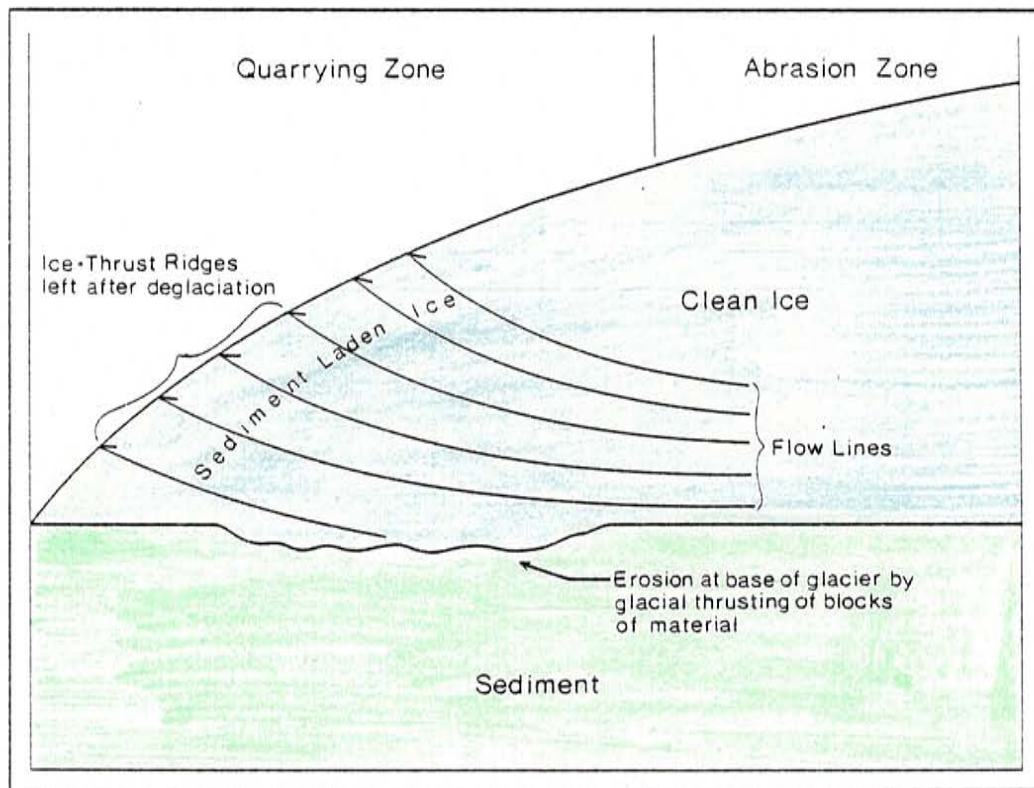 Quarrying Zone
Abrasion Zone
Ice-Thrust Ridges
left after deglaciation
Sediment Laden Ice
Clean Ice
Flow Lines
Erosion at base of glacier by
glacial thrusting of blocks
of material
Sediment